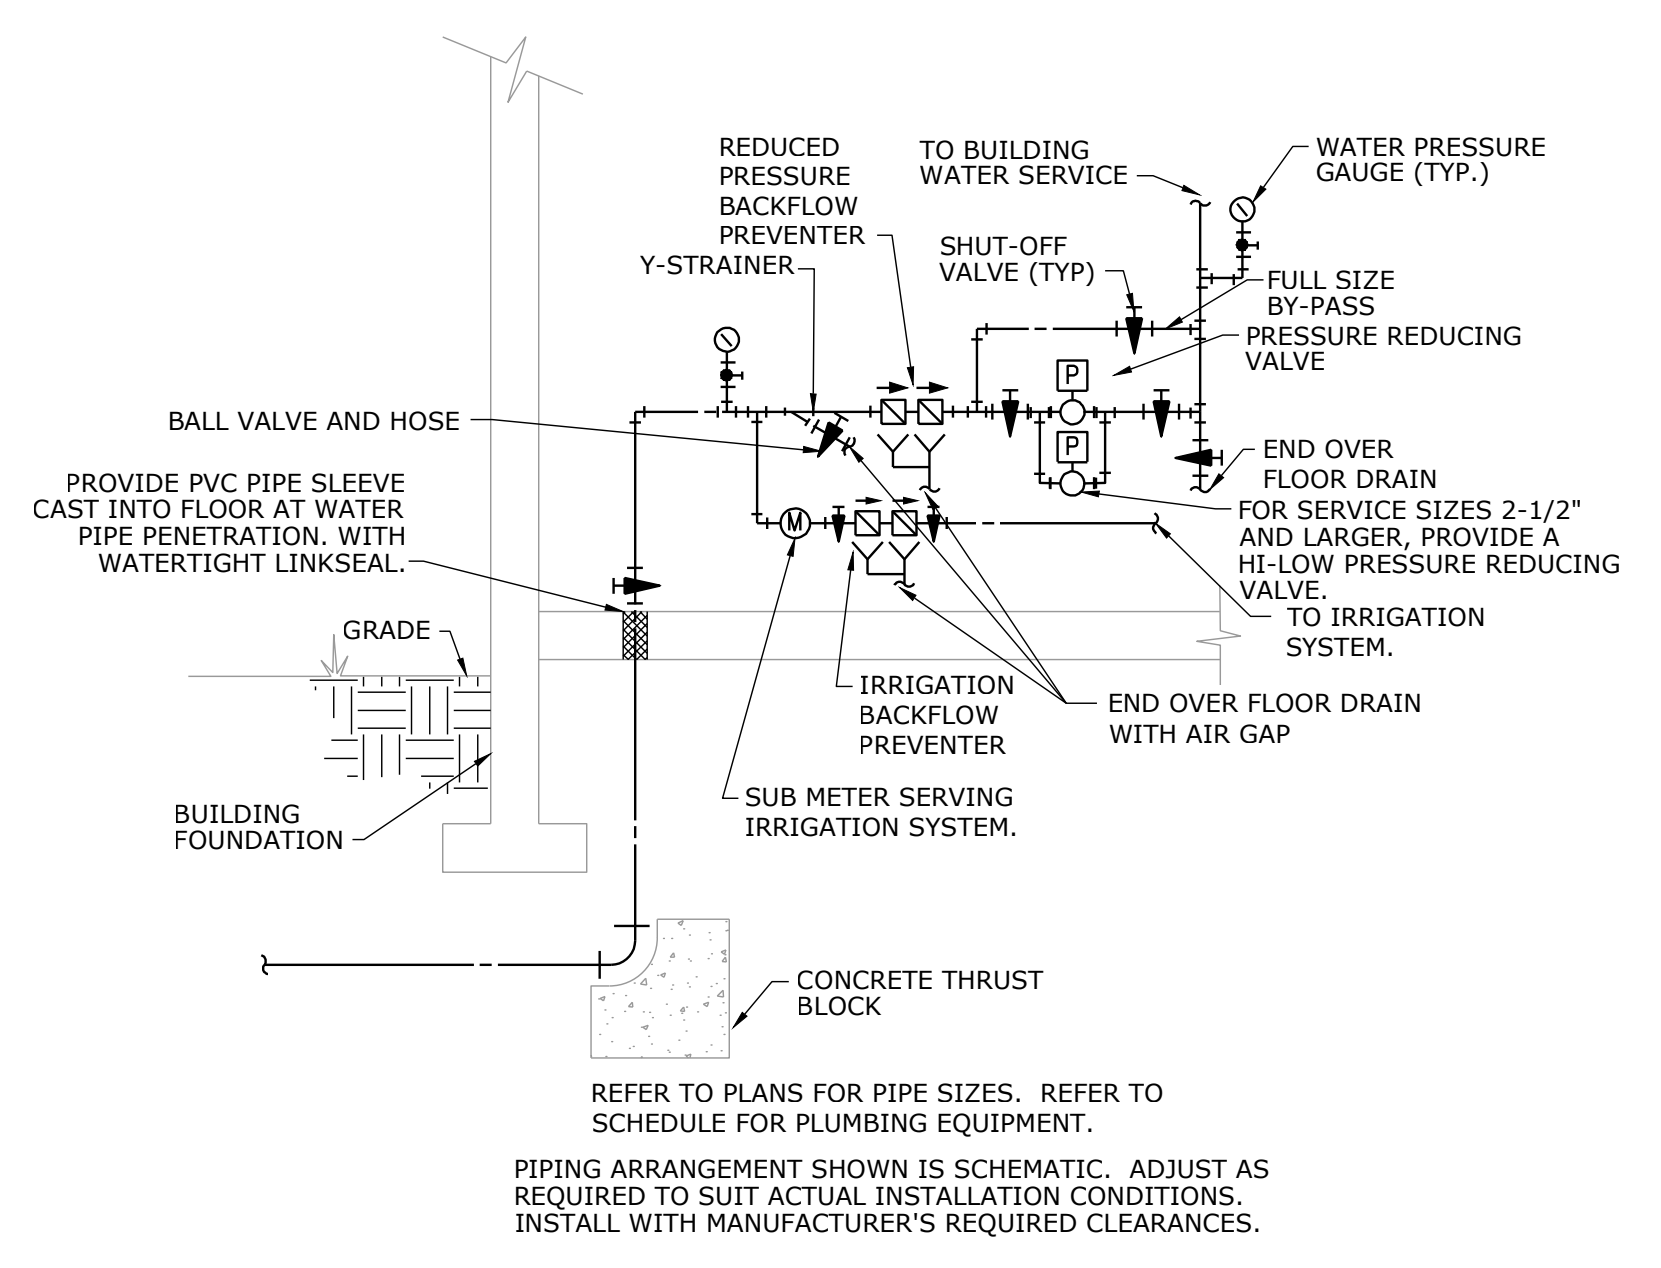 REDUCED
PRESSURE
BACKFLOW
PREVENTER
TO BUILDING
WATER SERVICE
WATER PRESSURE
GAUGE (TYP.)
Y-STRAINER
SHUT-OFF
VALVE (TYP)
FULL SIZE
BY-PASS
PRESSURE REDUCING
VALVE
P
P
BALL VALVE AND HOSE
END OVER
FLOOR DRAIN
PROVIDE PVC PIPE SLEEVE
CAST INTO FLOOR AT WATER
PIPE PENETRATION. WITH
WATERTIGHT LINKSEAL.
M
FOR SERVICE SIZES 2-1/2"
AND LARGER, PROVIDE A
HI-LOW PRESSURE REDUCING
VALVE.
TO IRRIGATION
SYSTEM.
GRADE
IRRIGATION
BACKFLOW
PREVENTER
END OVER FLOOR DRAIN
WITH AIR GAP
SUB METER SERVING
IRRIGATION SYSTEM.
BUILDING
FOUNDATION
CONCRETE THRUST
BLOCK
REFER TO PLANS FOR PIPE SIZES.  REFER TO
SCHEDULE FOR PLUMBING EQUIPMENT.
PIPING ARRANGEMENT SHOWN IS SCHEMATIC.  ADJUST AS
REQUIRED TO SUIT ACTUAL INSTALLATION CONDITIONS.
INSTALL WITH MANUFACTURER'S REQUIRED CLEARANCES.